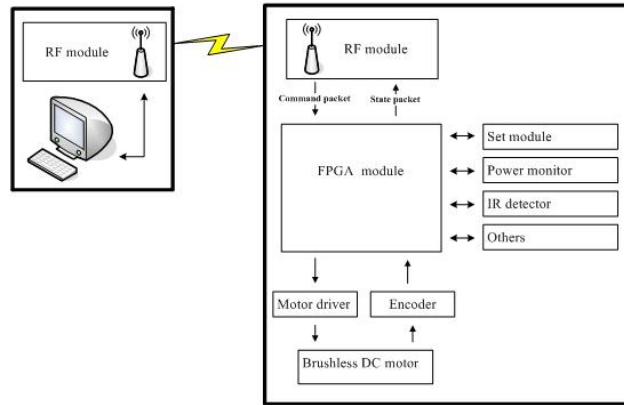 RF module
RF module
Command packet
State packet
FPGA module
Set module
Power monitor
IR detector
Others
Motor driver
Encoder
Brushless DC motor